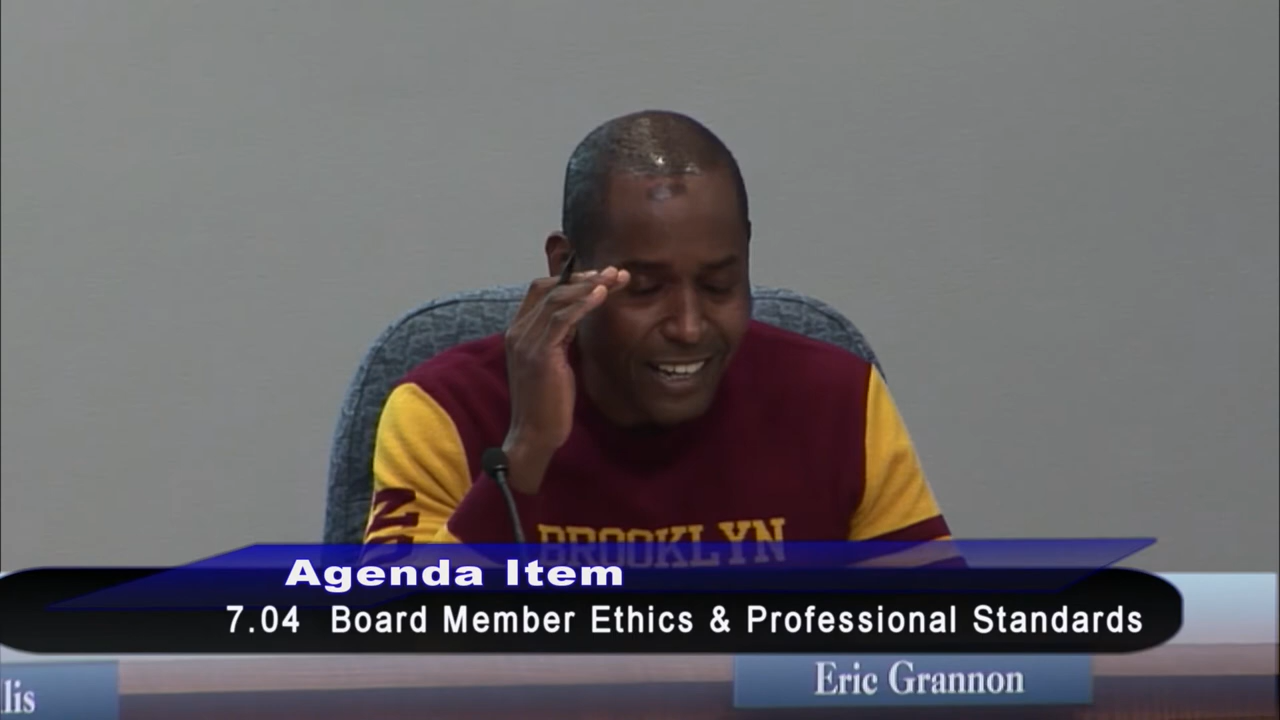 BROOKLYN
Agenda Item
7.04 Board Member Ethics & Professional Standards
lis
Eric Grannon